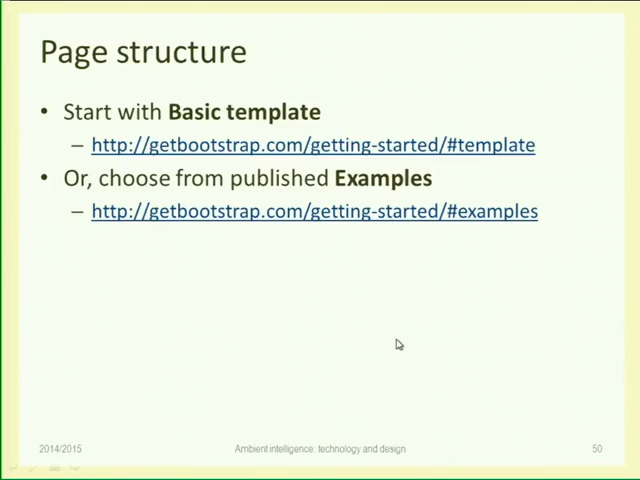 Page structure
• Start with Basic template
– http://getbootstrap.com/getting-started/#template
• Or, choose from published Examples
– http://getbootstrap.com/getting-started/#examples
2014/2015 Ambient intelligence: technology and design 50